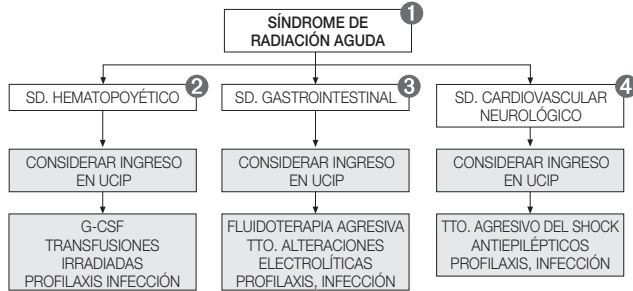 SÍNDROME DE
RADIACIÓN AGUDA
1
SD. HEMATOPOYÉTICO
2
CONSIDERAR INGRESO
EN UCIP
G-CSF
TRANSFUSIONES
IRRADIADAS
PROFILAXIS INFECCIÓN
SD. GASTROINTESTINAL
3
CONSIDERAR INGRESO
EN UCIP
FLUIDOTERAPIA AGRESIVA
TTO. ALTERACIONES
ELECTROLÍTICAS
PROFILAXIS, INFECCIÓN
SD. CARDIOVASCULAR
NEUROLÓGICO
4
CONSIDERAR INGRESO
EN UCIP
TTO. AGRESIVO DEL SHOCK
ANTIEPILÉPTICOS
PROFILAXIS, INFECCIÓN